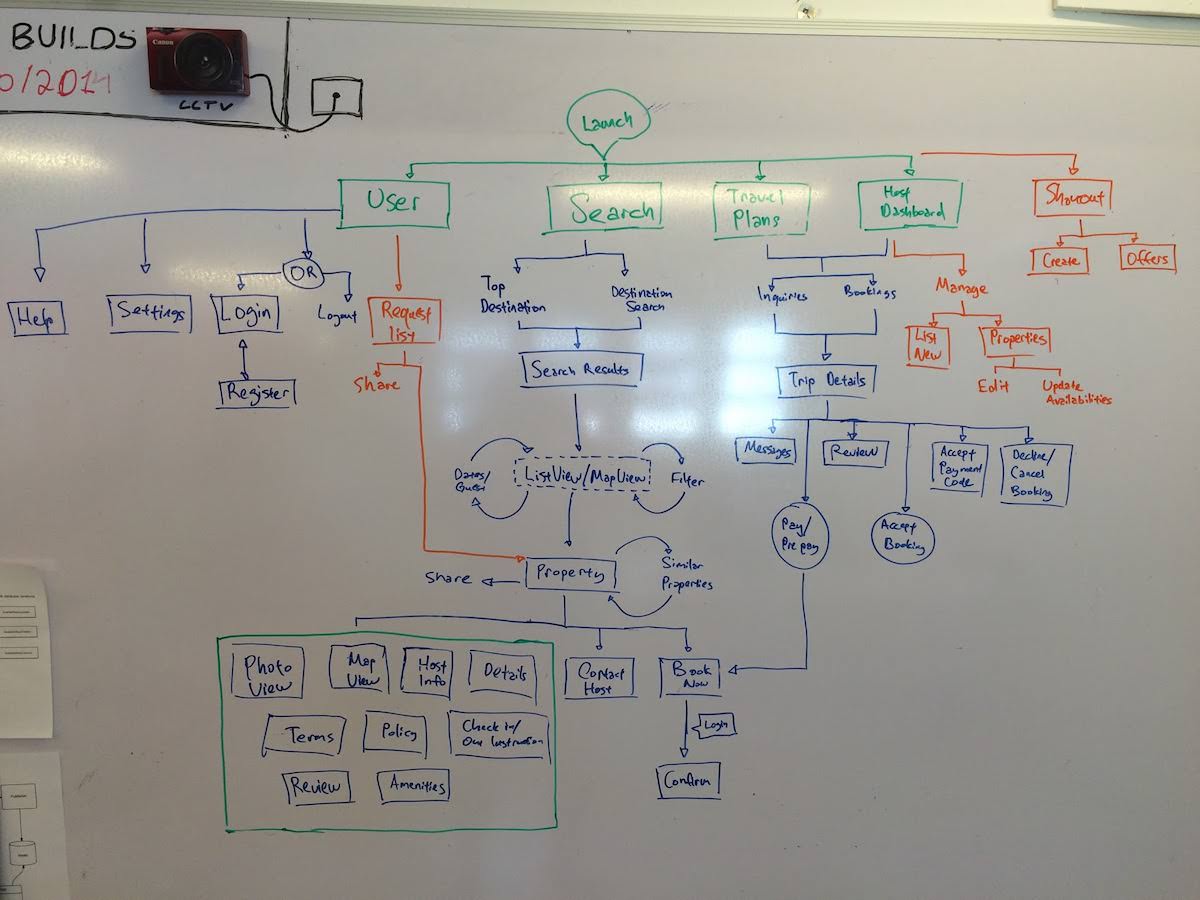 BUILDS
0/2014
Canon
CCTV
Launch
User
Search
Travel
Plans
Host
Dashboard
Shoutout
Create
Offers
Help
Settings
OR
Login
Logout
Register
Request
list
Share
Top
Destination
Destination
Search
Search Results
Inquiries
Bookings
Trip Details
Manage
List
New
Properties
Edit
Update
Availabilities
Dates/
Guest
ListView/MapView
Filter
Messages
Review
Accept
Payment
Code
Decline/
Cancel
Booking
Pay/
Prepay
Accept
Booking
Share
Property
Similar
Properties
Photo
View
Map
View
Host
Info
Details
Contact
Host
Book
Now
Terms
Policy
Check in/
Out Instruction
Login
Review
Amenities
Confirm